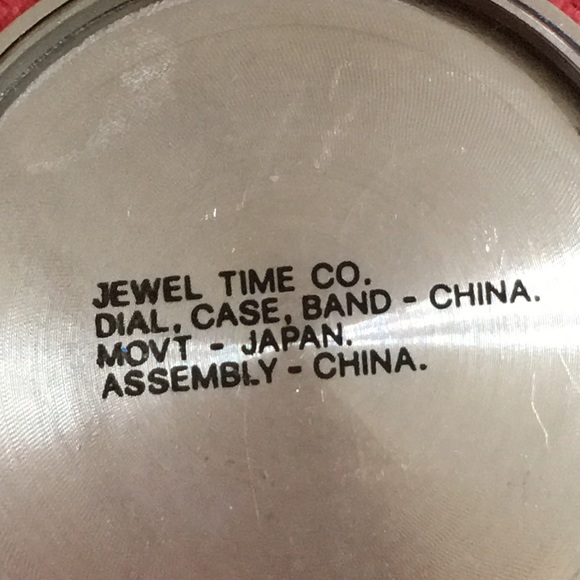 JEWEL TIME CO.
DIAL, CASE, BAND - CHINA.
MOVT - JAPAN.
ASSEMBLY - CHINA.